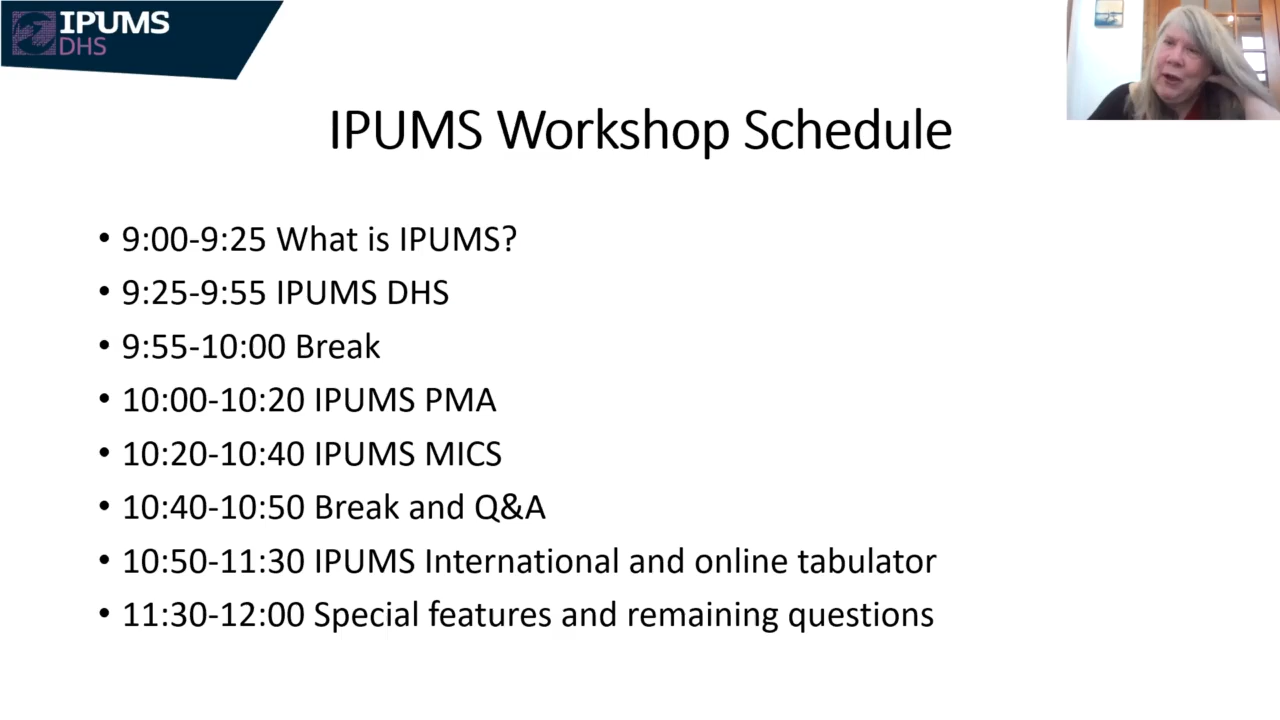 IPUMS
DHS
IPUMS Workshop Schedule
• 9:00-9:25 What is IPUMS?
• 9:25-9:55 IPUMS DHS
• 9:55-10:00 Break
• 10:00-10:20 IPUMS PMA
• 10:20-10:40 IPUMS MICS
• 10:40-10:50 Break and Q&A
• 10:50-11:30 IPUMS International and online tabulator
• 11:30-12:00 Special features and remaining questions